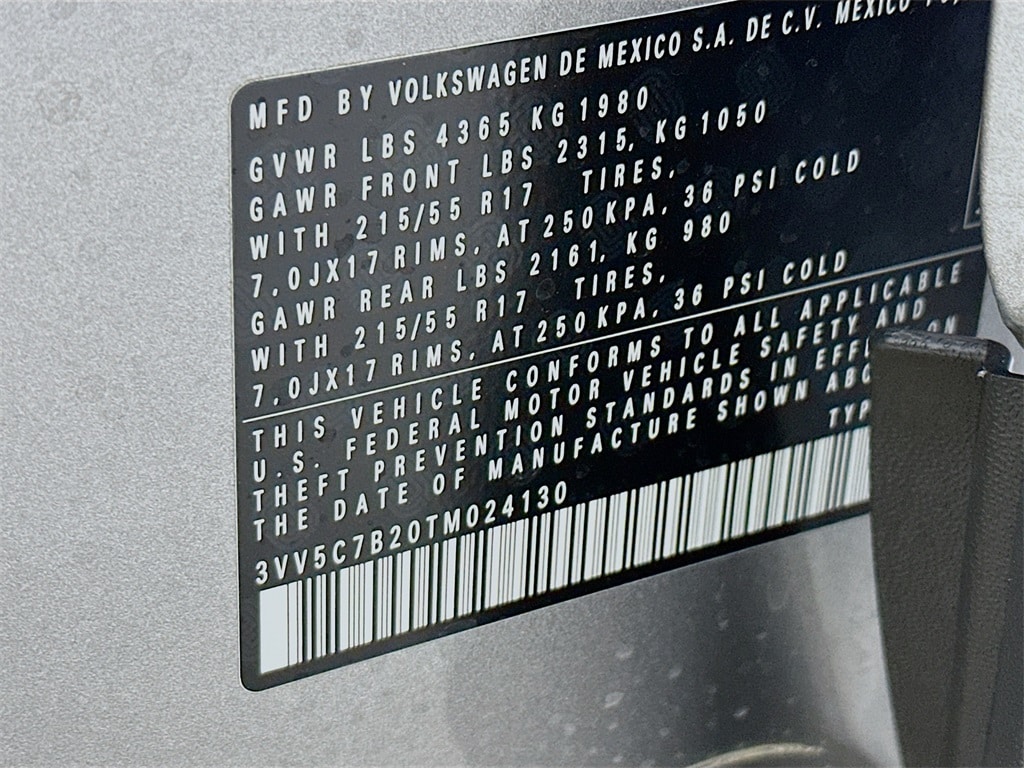 MFD BY VOLKSWAGEN DE MEXICO S.A. DE C.V. MEXICO
GVWR LBS 4365 KG 1980
GAWR FRONT LBS 2315, KG 1050
WITH 215/55 R17 TIRES,
7,0JX17 RIMS, AT 250 KPA, 36 PSI COLD
GAWR REAR LBS 2161, KG 980
WITH 215/55 R17 TIRES,
7,0JX17 RIMS, AT 250 KPA, 36 PSI COLD
THIS VEHICLE CONFORMS TO ALL APPLICABLE
U.S. FEDERAL MOTOR VEHICLE SAFETY AND
THEFT PREVENTION STANDARDS IN EFF ON
THE DATE OF MANUFACTURE SHOWN ABO
TYP
3VV5C7B20TM024130